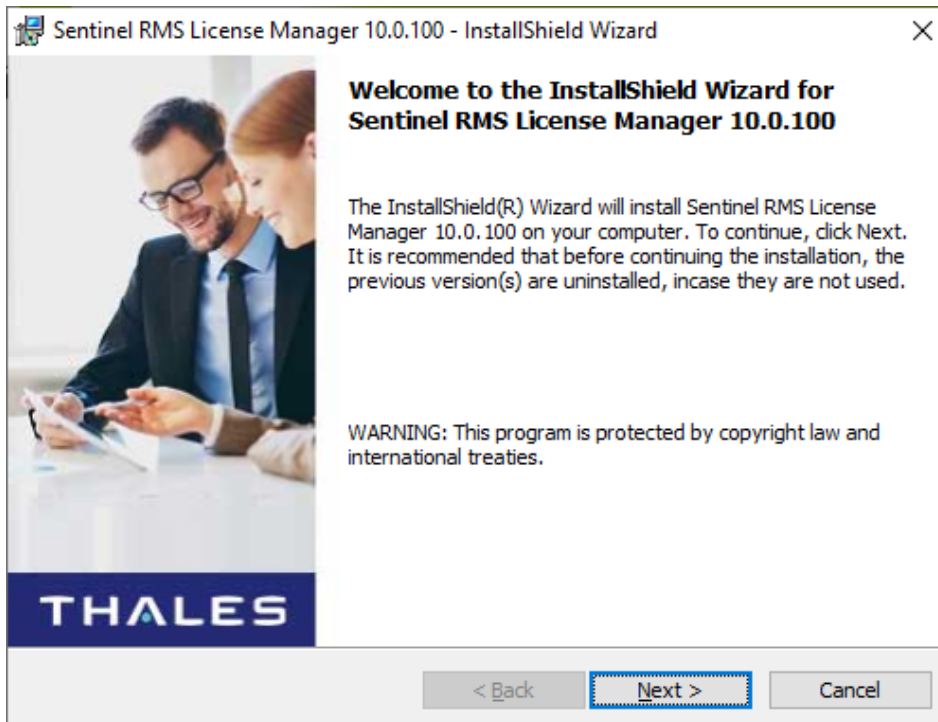 Sentinel RMS License Manager 10.0.100 - InstallShield Wizard
Welcome to the InstallShield Wizard for
Sentinel RMS License Manager 10.0.100
The InstallShield(R) Wizard will install Sentinel RMS License
Manager 10.0.100 on your computer. To continue, click Next.
It is recommended that before continuing the installation, the
previous version(s) are uninstalled, incase they are not used.
WARNING: This program is protected by copyright law and
international treaties.
THALES
< Back
Next >
Cancel